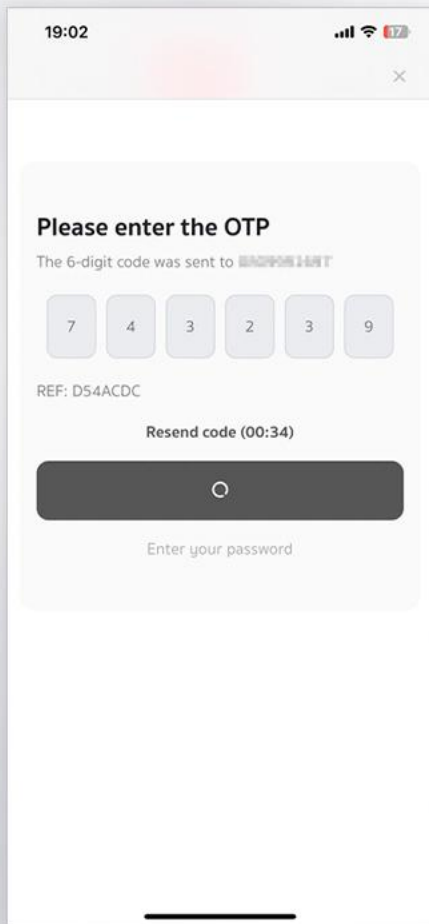 19:02
17
Please enter the OTP
The 6-digit code was sent to
7 4 3 2 3 9
REF: D54ACDC
Resend code (00:34)
Enter your password